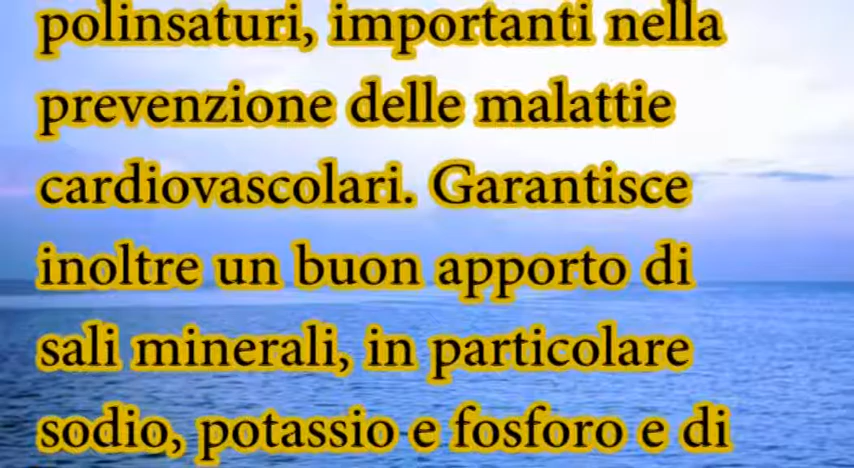 polinsaturi, importanti nella
prevenzione delle malattie
cardiovascolari. Garantisce
inoltre un buon apporto di
sali minerali, in particolare
sodio, potassio e fosforo e di